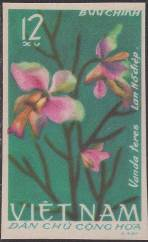 BƯU CHÍNH
12
XU
Lan Hồ điệp
Vanda teres
VIỆT NAM
DÂN CHỦ CỘNG HÒA